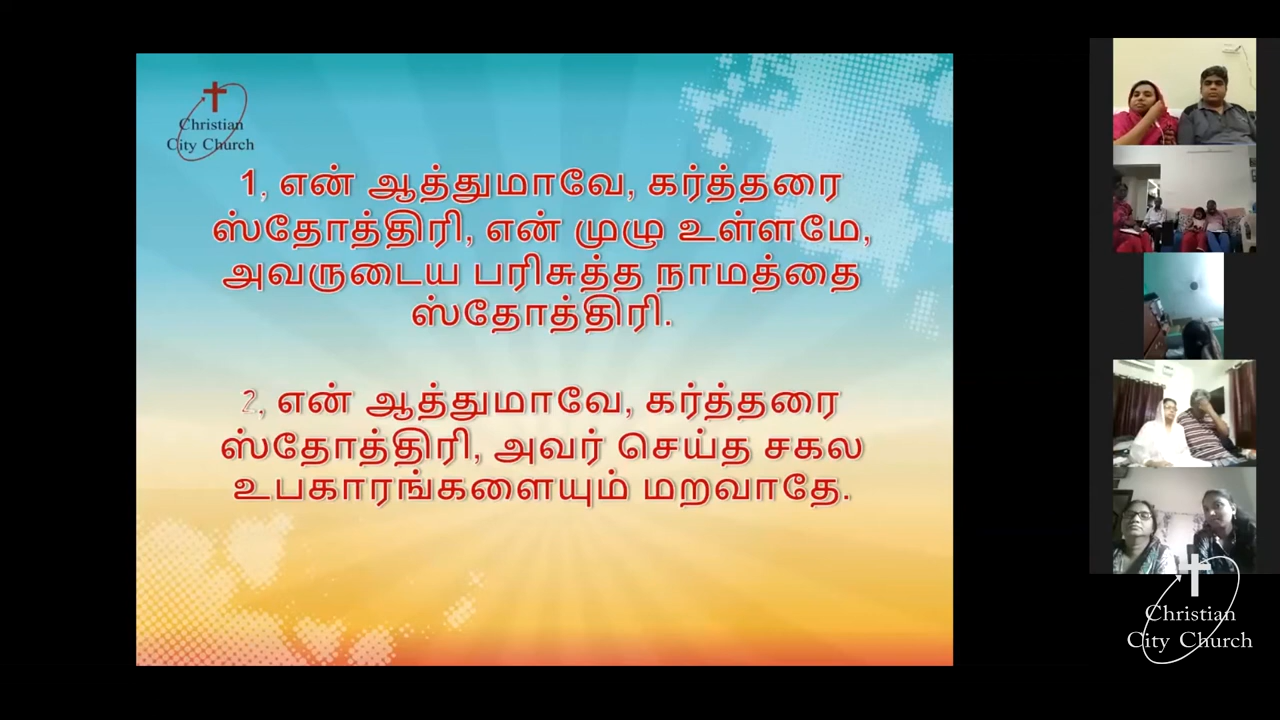 Christian
City Church
1, என் ஆத்துமாவே, கர்த்தரை
ஸ்தோத்திரி, என் முழு உள்ளமே,
அவருடைய பரிசுத்த நாமத்தை
ஸ்தோத்திரி.
2, என் ஆத்துமாவே, கர்த்தரை
ஸ்தோத்திரி, அவர் செய்த சகல
உபகாரங்களையும் மறவாதே.
Christian
City Church